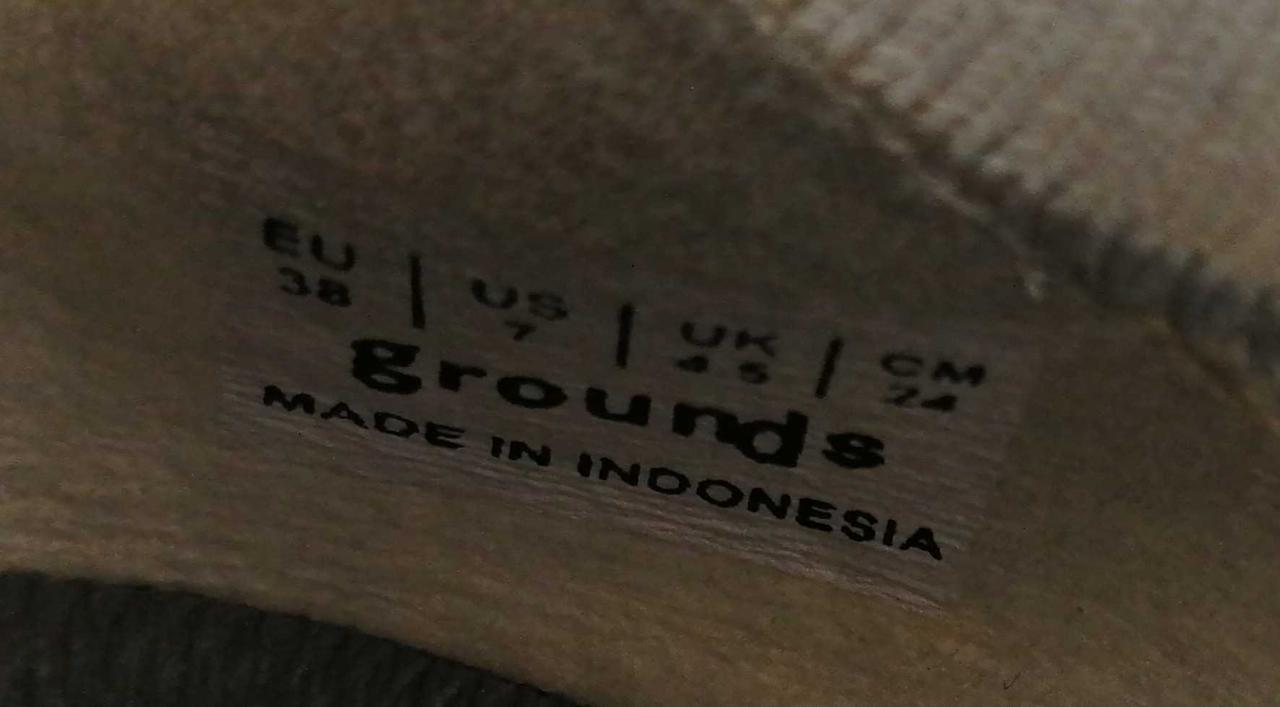 EU | US | UK | CM
38 7 4 5 24
grounds
MADE IN INDONESIA